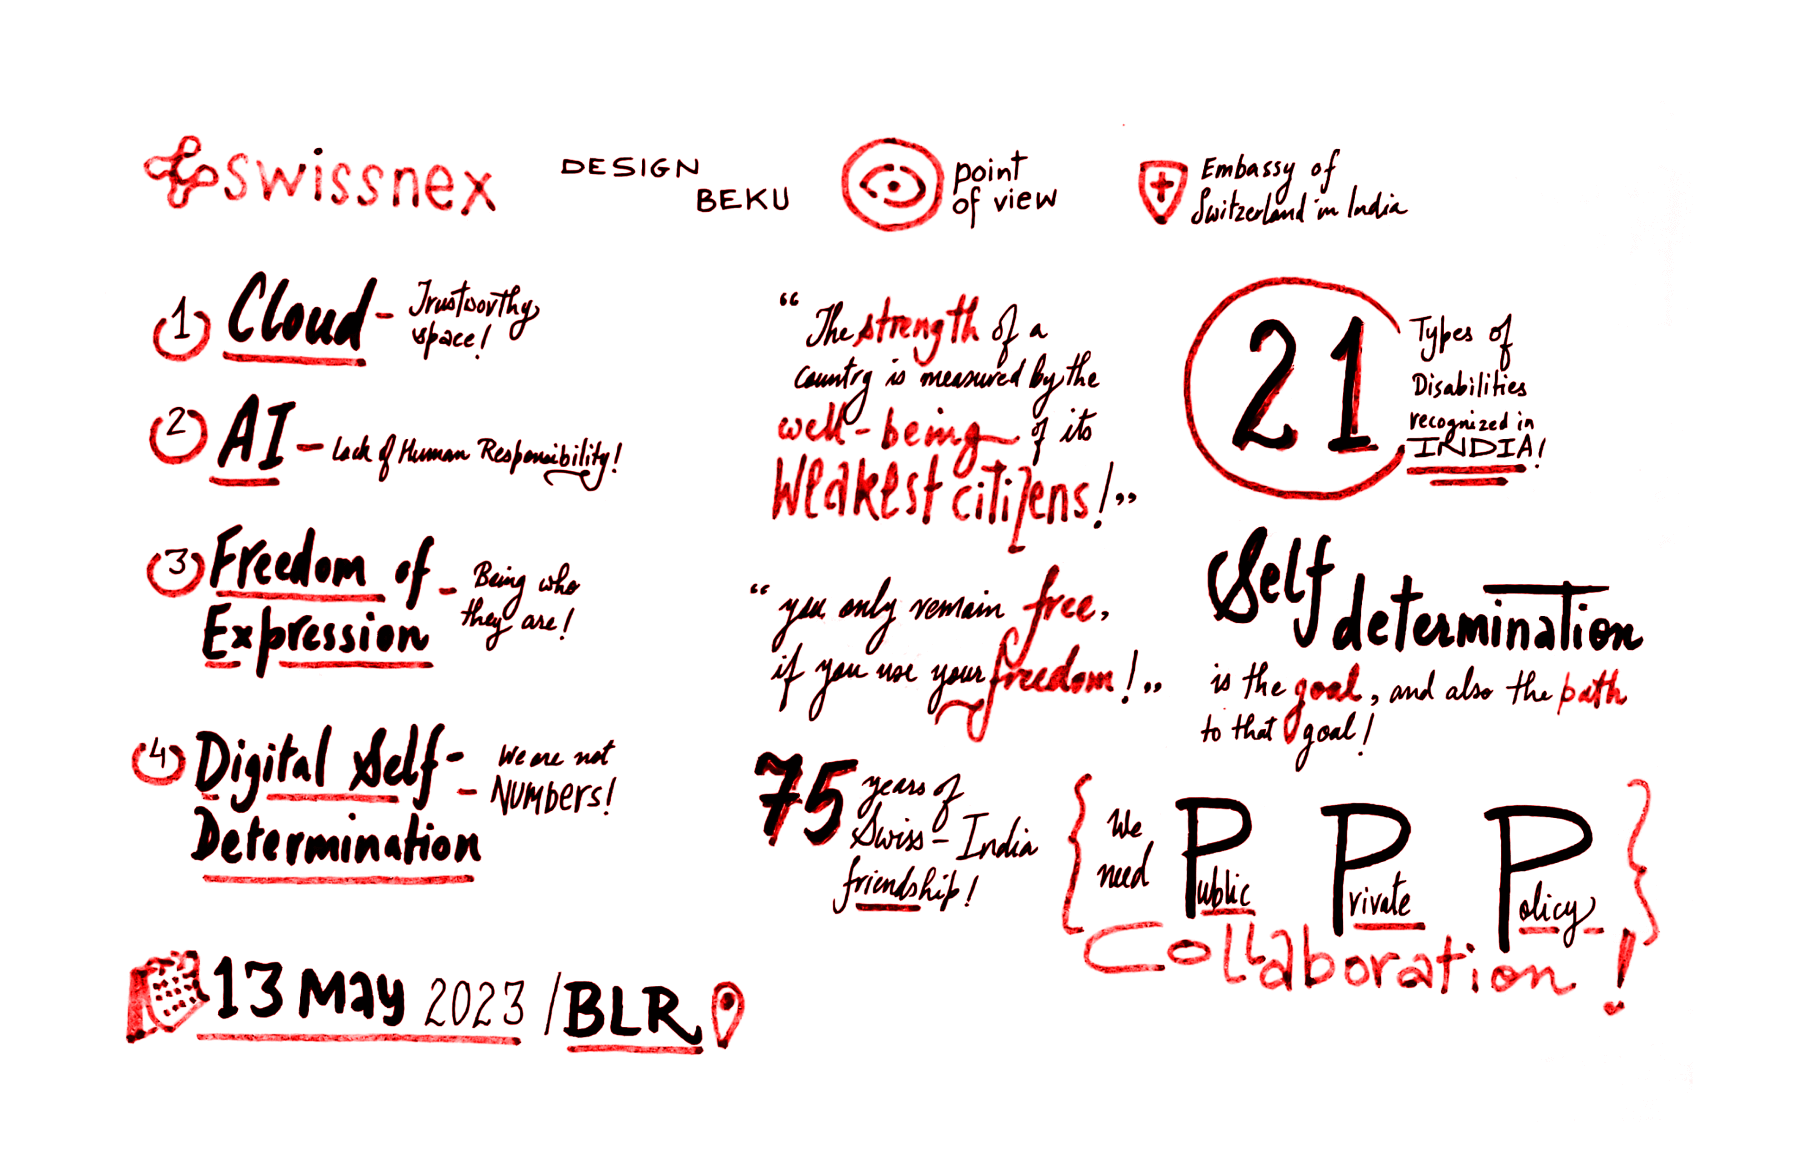 swissnex
DESIGN
BEKU
point
of view
Embassy of
Switzerland in India
1 Cloud - Trustworthy
space!
2 AI - Lack of Human Responsibility!
3 Freedom of
Expression - Being who
they are!
4 Digital Self-
Determination - We are not
NUMBERS!
13 May 2023 / BLR
“The strength of a
country is measured by the
well-being of its
Weakest citizens!”
“you only remain free,
if you use your freedom!”
75 years of
Swiss - India
friendship!
21 Types of
Disabilities
recognized in
INDIA!
Self
determination
is the goal, and also the path
to that goal!
{ We
need Public Private Policy }
Collaboration!